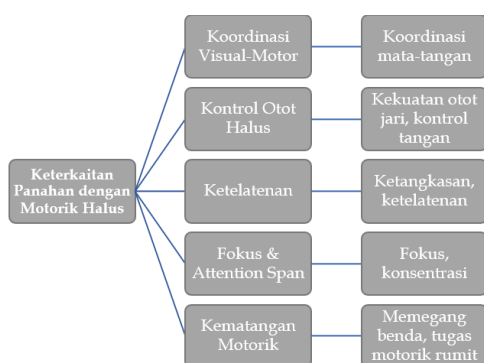 Koordinasi
Visual-Motor
Koordinasi
mata-tangan
Kontrol Otot
Halus
Kekuatan otot
jari, kontrol
tangan
Keterkaitan
Panahan dengan
Motorik Halus
Ketelatenan
Ketangkasan,
ketelatenan
Fokus &
Attention Span
Fokus,
konsentrasi
Kematangan
Motorik
Memegang
benda, tugas
motorik rumit